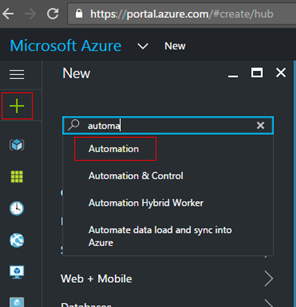 https://portal.azure.com/#create/hub
Microsoft Azure
New
New
automa
Automation
Automation & Control
Automation Hybrid Worker
Automate data load and sync into
Azure
Web + Mobile